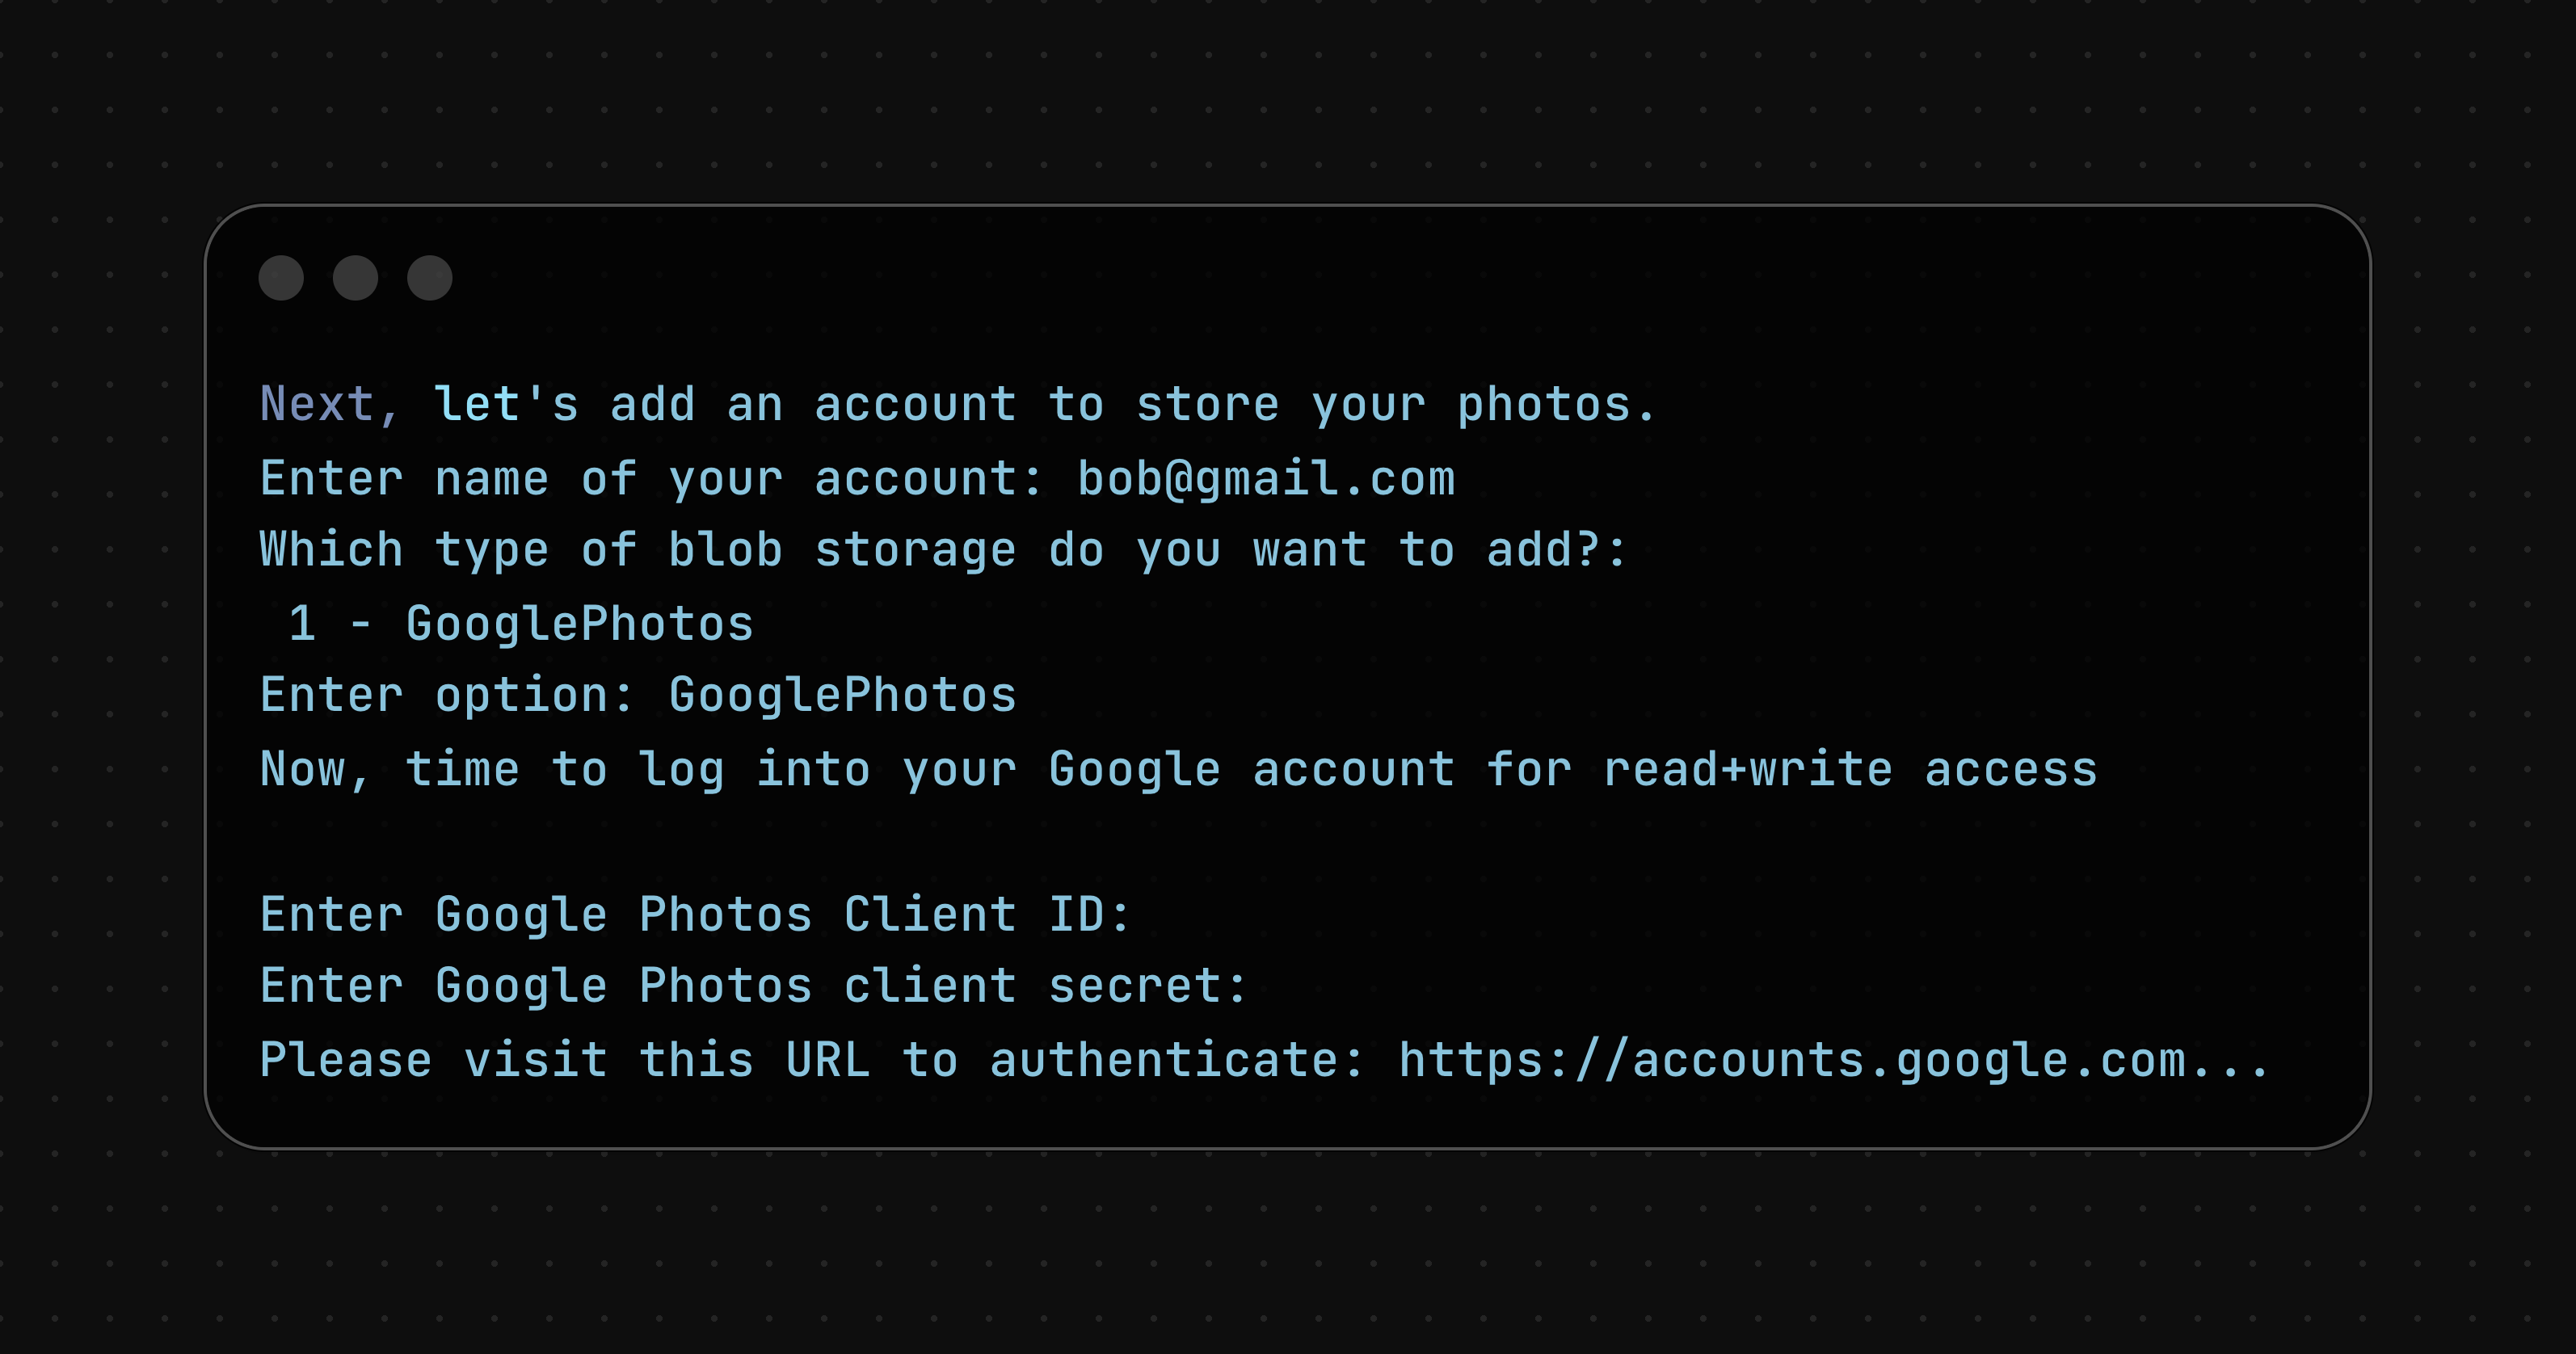 Next, let's add an account to store your photos.
Enter name of your account: bob@gmail.com
Which type of blob storage do you want to add?:
 1 - GooglePhotos
Enter option: GooglePhotos
Now, time to log into your Google account for read+write access
Enter Google Photos Client ID:
Enter Google Photos client secret:
Please visit this URL to authenticate: https://accounts.google.com...